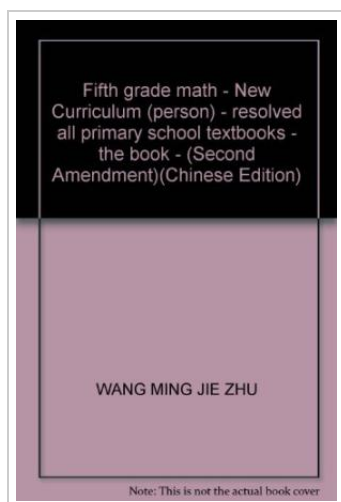 Fifth grade math - New
Curriculum (person) - resolved
all primary school textbooks -
the book - (Second
Amendment)(Chinese Edition)
WANG MING JIE ZHU
Note: This is not the actual book cover